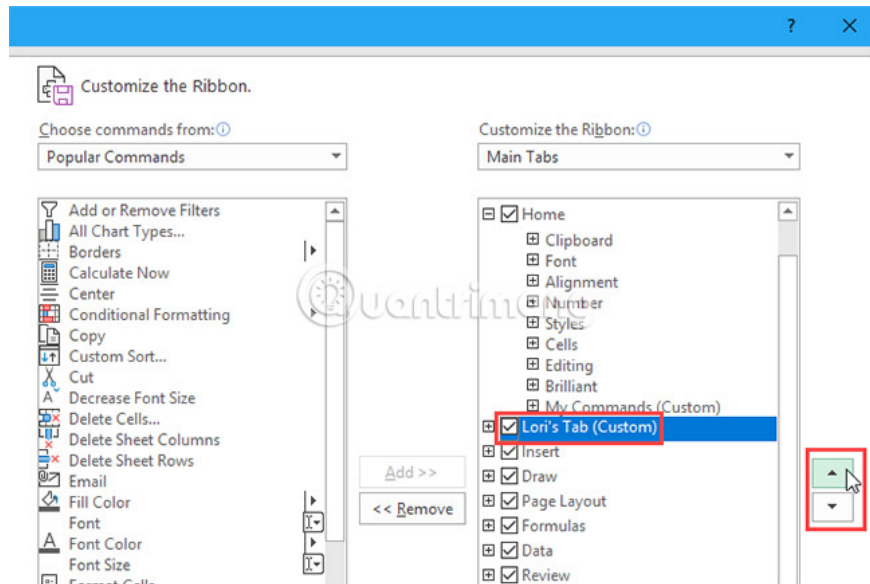 ?
Customize the Ribbon.
Choose commands from:
Popular Commands
Add or Remove Filters
All Chart Types...
Borders
Calculate Now
Center
Conditional Formatting
Copy
Custom Sort...
Cut
Decrease Font Size
Delete Cells...
Delete Sheet Columns
Delete Sheet Rows
Email
Fill Color
Font
Font Color
Font Size
Format Cells
Add >>
<< Remove
Customize the Ribbon:
Main Tabs
Home
Clipboard
Font
Alignment
Number
Styles
Cells
Editing
Brilliant
My Commands (Custom)
Lori's Tab (Custom)
Insert
Draw
Page Layout
Formulas
Data
Review
Quantrimang